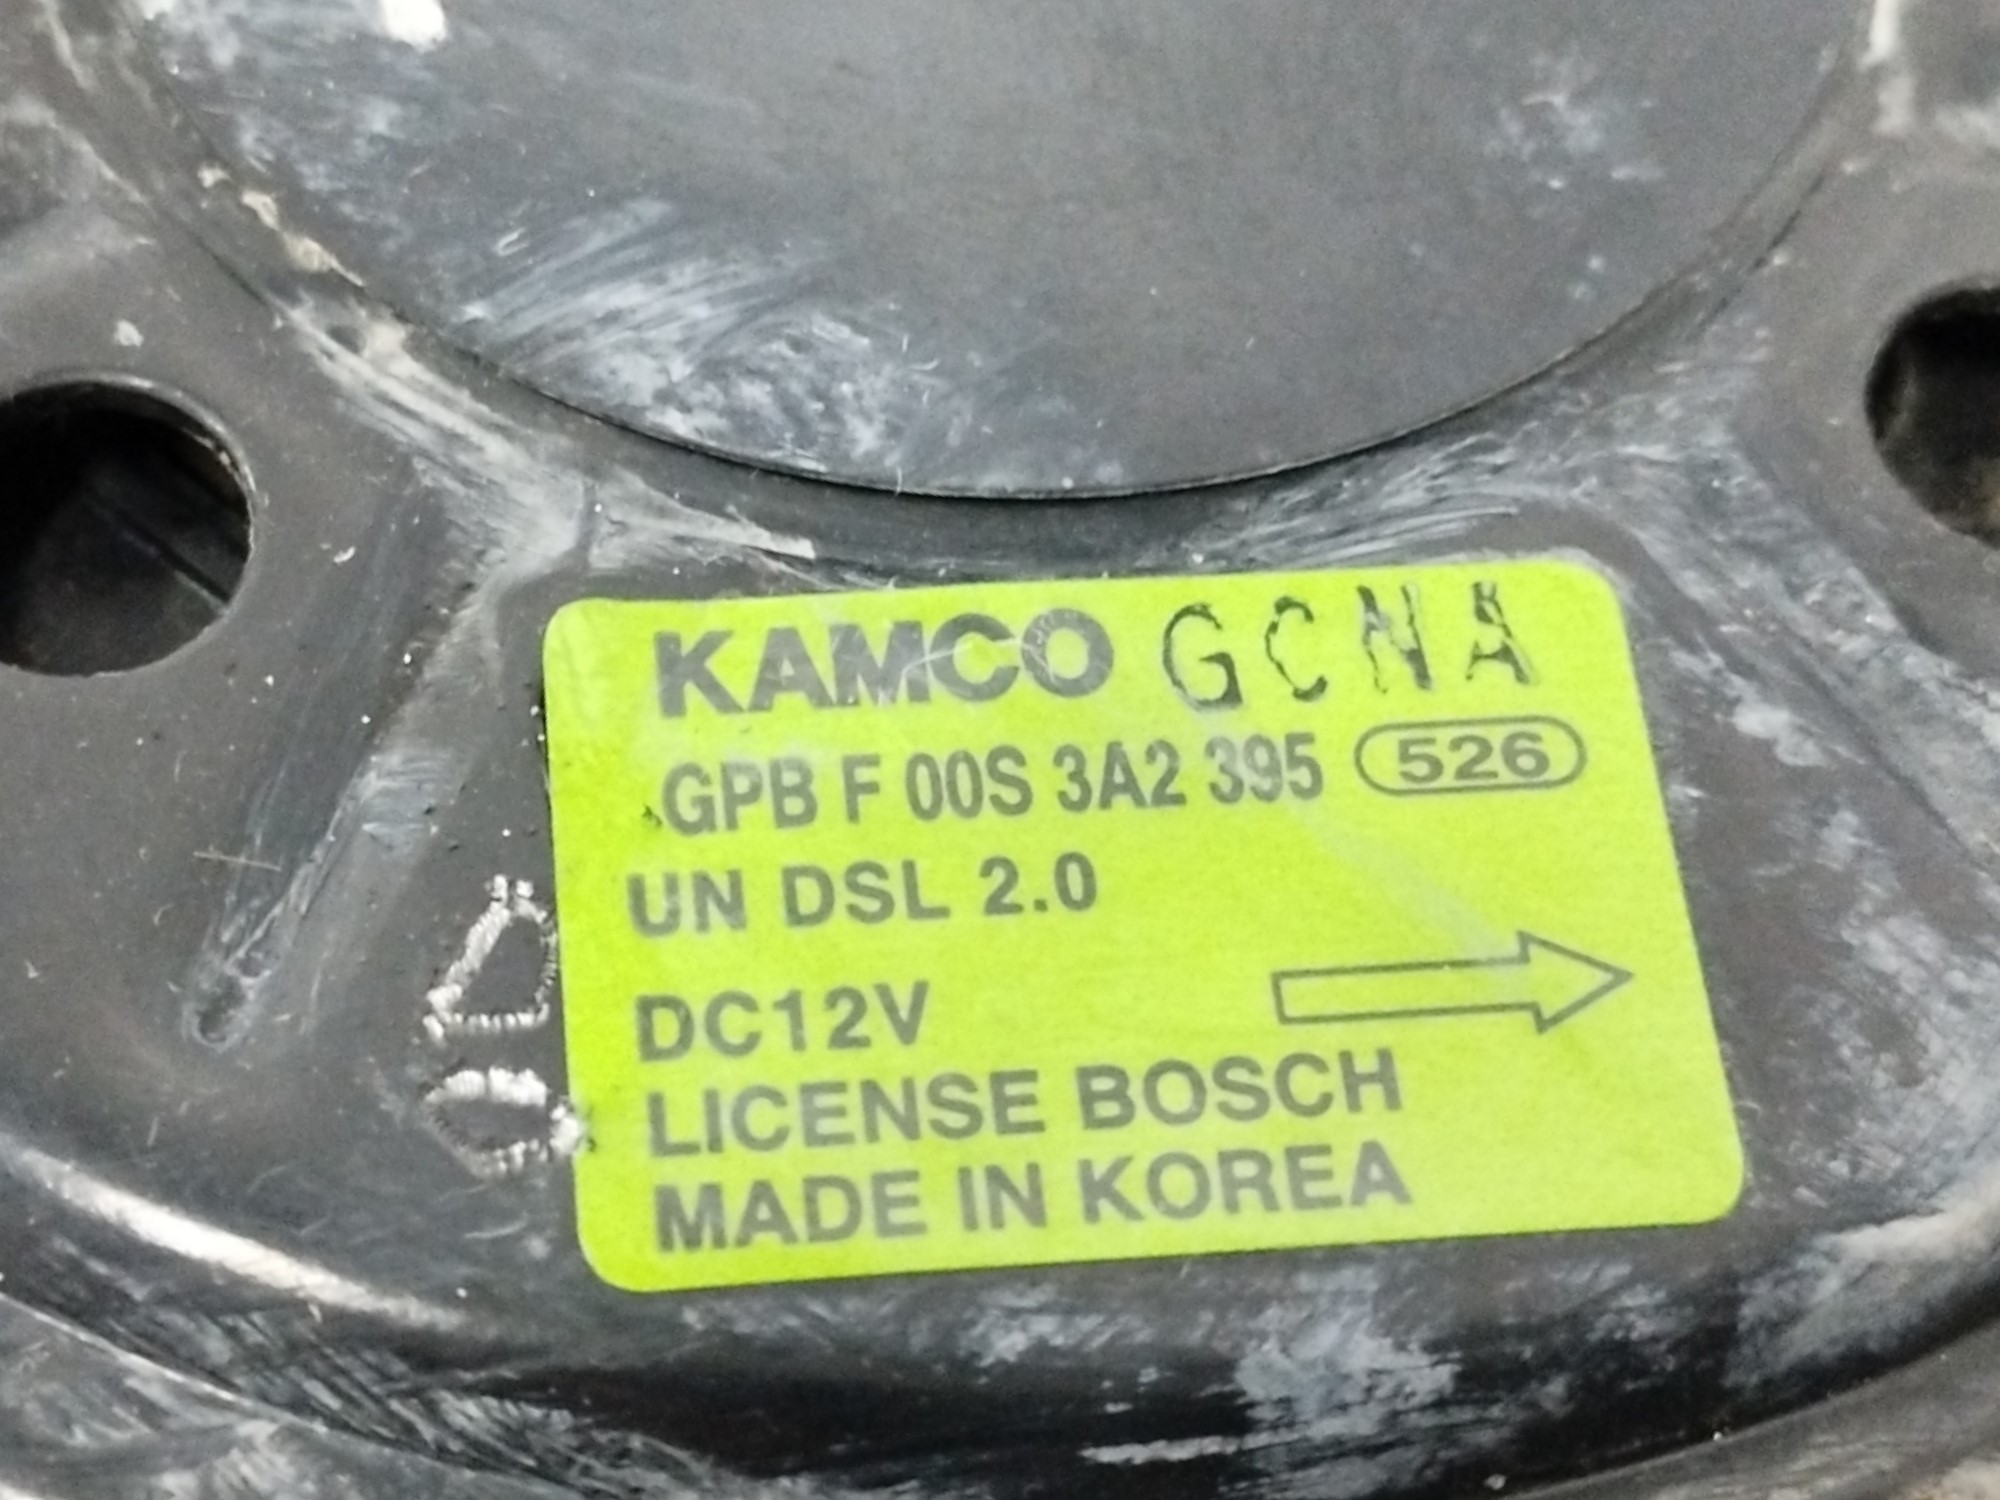 KAMCO GCNA
GPB F 00S 3A2 395 526
UN DSL 2.0
DC12V
LICENSE BOSCH
MADE IN KOREA